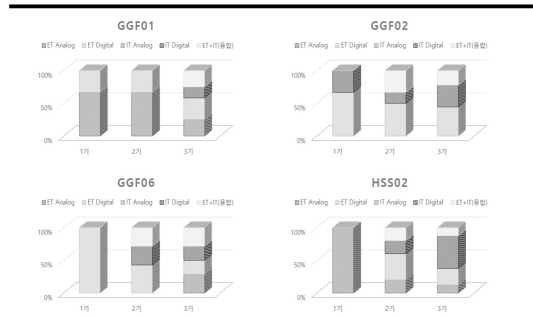 GGF01
ET Analog ET Digital IT Analog IT Digital ET+IT(융합)
100%
50%
0%
1기 2기 3기
GGF02
ET Analog ET Digital IT Analog IT Digital ET+IT(융합)
100%
50%
0%
1기 2기 3기
GGF06
ET Analog ET Digital IT Analog IT Digital ET+IT(융합)
100%
50%
0%
1기 2기 3기
HSS02
ET Analog ET Digital IT Analog IT Digital ET+IT(융합)
100%
50%
0%
1기 2기 3기